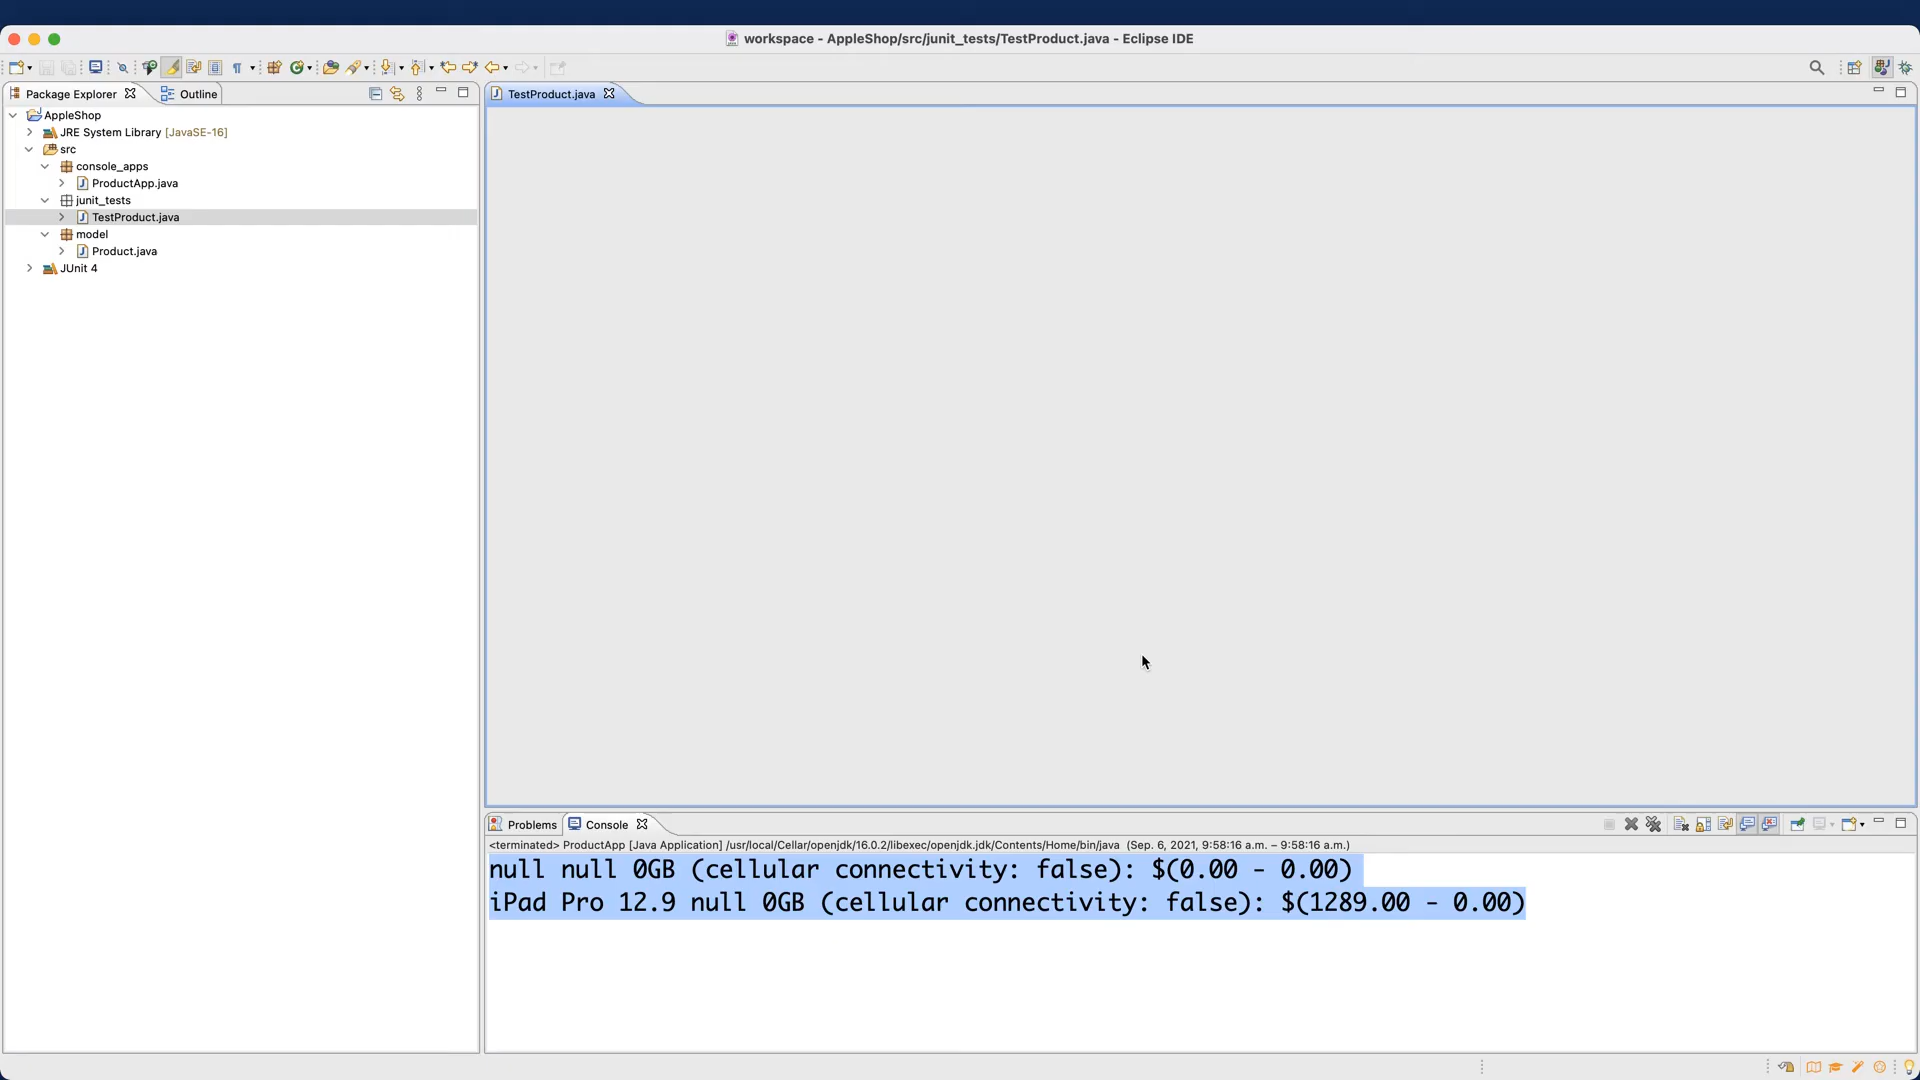 workspace - AppleShop/src/junit_tests/TestProduct.java - Eclipse IDE
Package Explorer
Outline
TestProduct.java
AppleShop
JRE System Library [JavaSE-16]
src
console_apps
ProductApp.java
junit_tests
TestProduct.java
model
Product.java
JUnit 4
Problems
Console
<terminated> ProductApp [Java Application] /usr/local/Cellar/openjdk/16.0.2/libexec/openjdk.jdk/Contents/Home/bin/java (Sep. 6, 2021, 9:58:16 a.m. – 9:58:16 a.m.)
null null 0GB (cellular connectivity: false): $(0.00 - 0.00)
iPad Pro 12.9 null 0GB (cellular connectivity: false): $(1289.00 - 0.00)